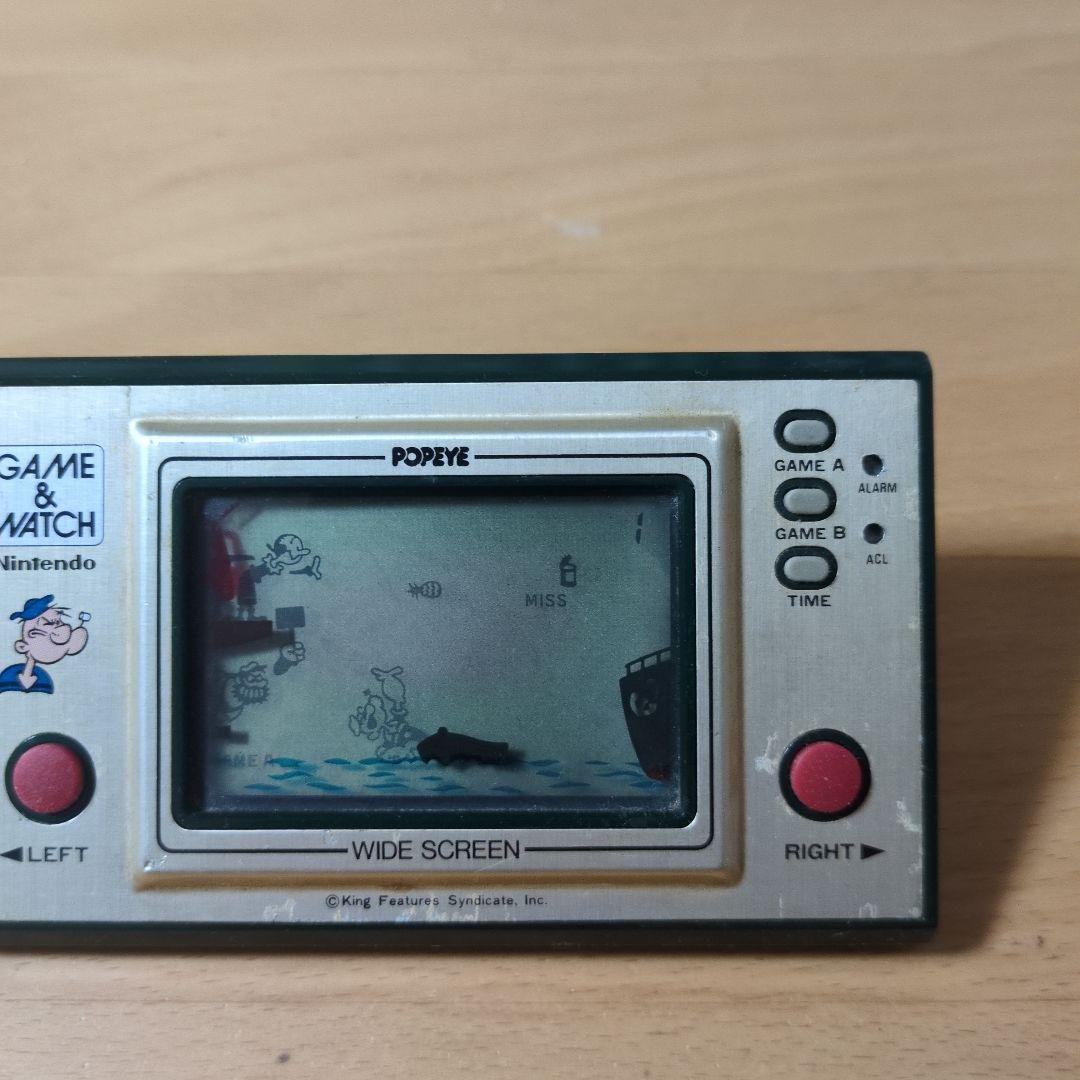 POPEYE
GAME
&
WATCH
Nintendo
GAME A
ALARM
GAME B
ACL
TIME
1
MISS
GAME A
◀LEFT
RIGHT▶
WIDE SCREEN
©King Features Syndicate, Inc.